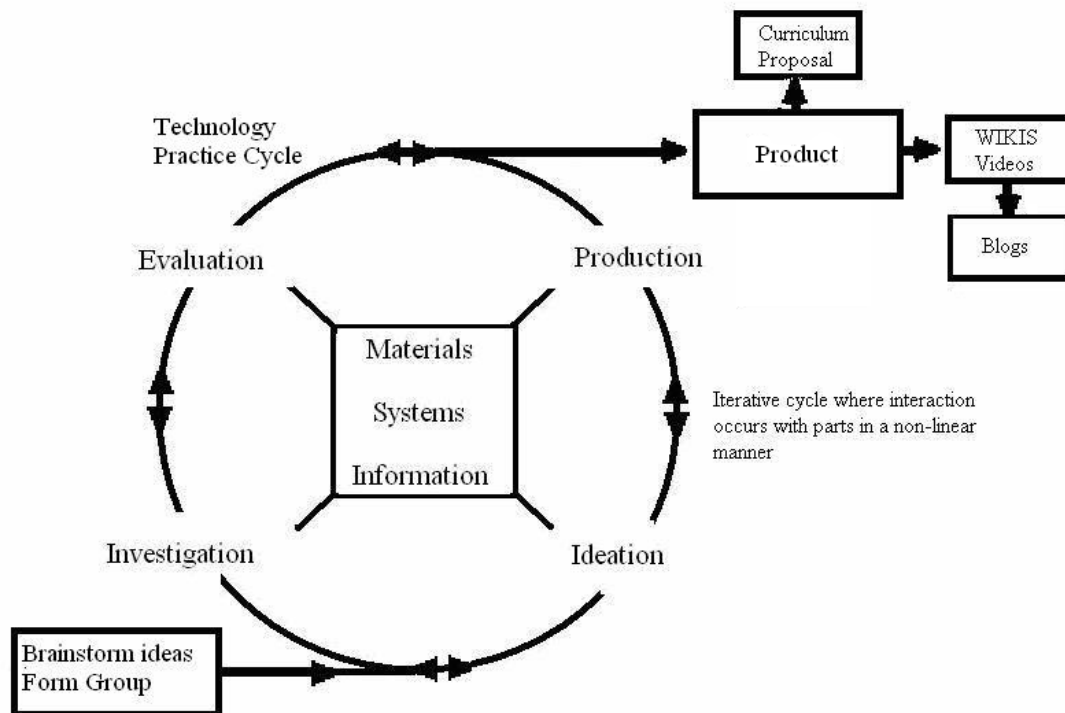 Curriculum
Proposal
Technology
Practice Cycle
Product
WIKIS
Videos
Blogs
Evaluation
Production
Materials
Systems
Information
Iterative cycle where interaction
occurs with parts in a non-linear
manner
Investigation
Ideation
Brainstorm ideas
Form Group